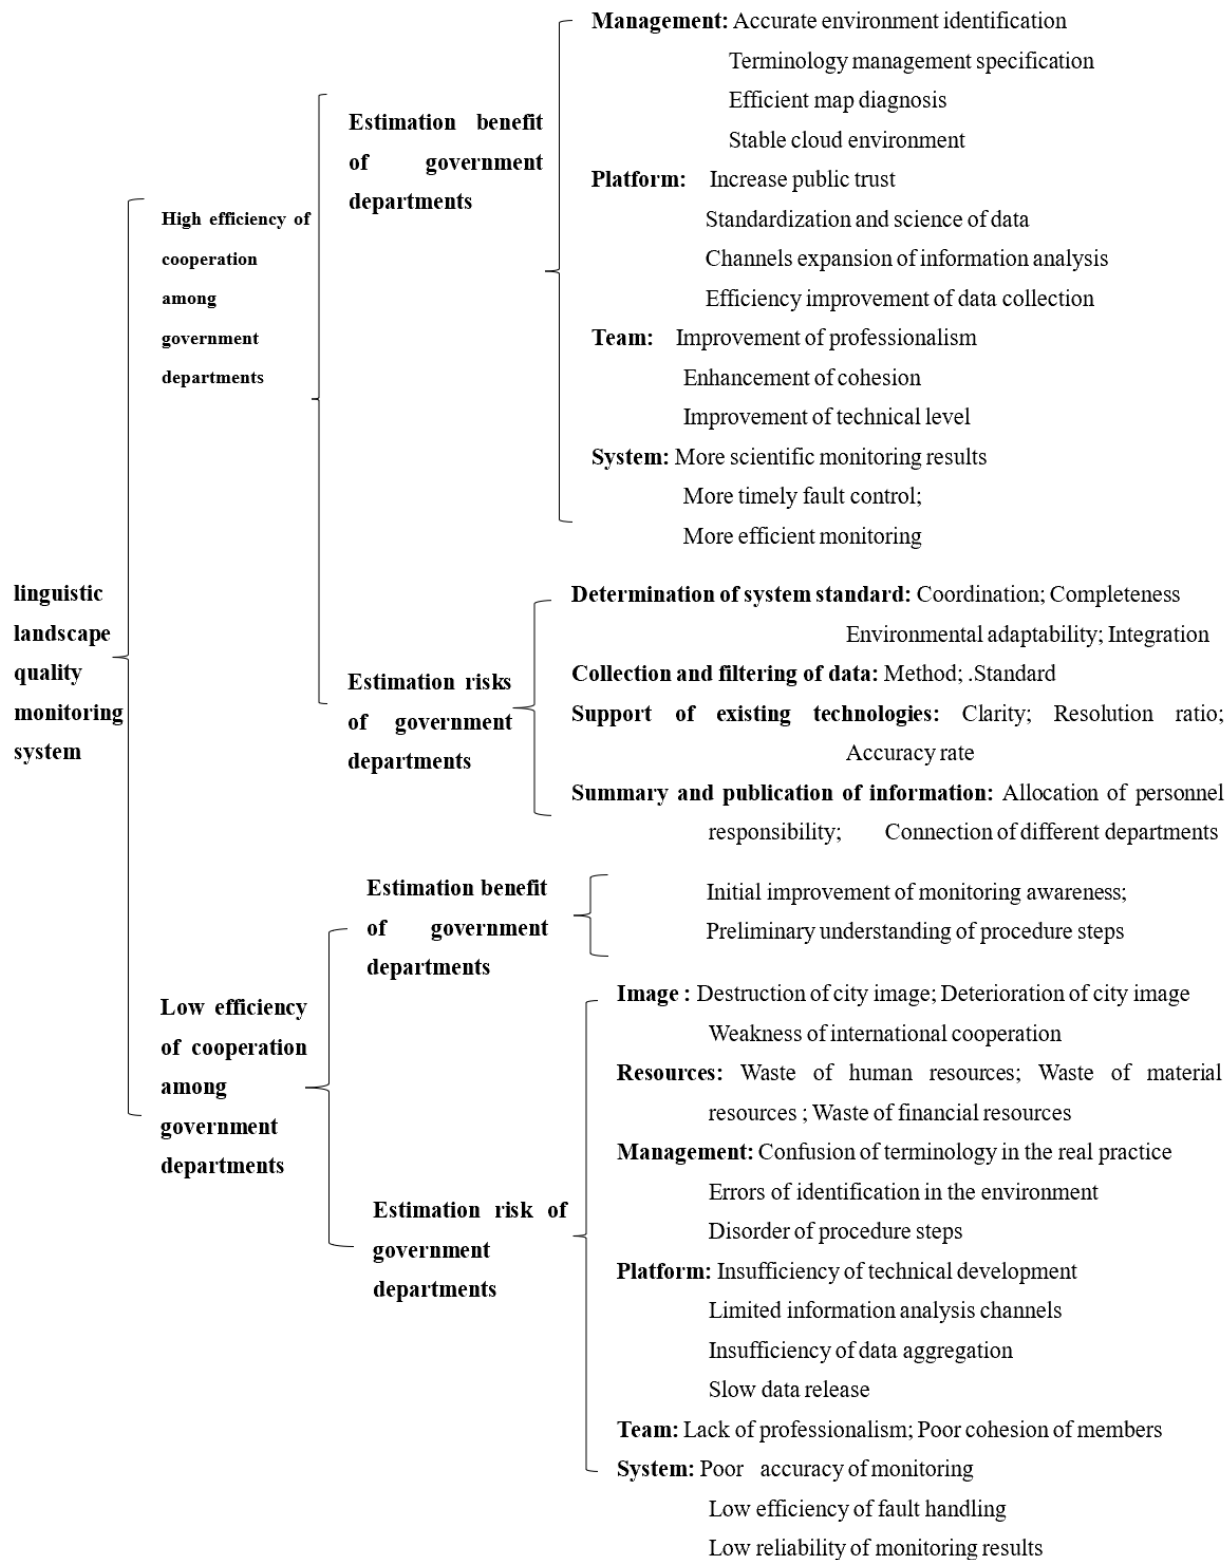 linguistic
landscape
quality
monitoring
system
High efficiency of
cooperation
among
government
departments
Estimation benefit
of government
departments
Management: Accurate environment identification
Terminology management specification
Efficient map diagnosis
Stable cloud environment
Platform: Increase public trust
Standardization and science of data
Channels expansion of information analysis
Efficiency improvement of data collection
Team: Improvement of professionalism
Enhancement of cohesion
Improvement of technical level
System: More scientific monitoring results
More timely fault control;
More efficient monitoring
Estimation risks
of government
departments
Determination of system standard: Coordination; Completeness
Environmental adaptability; Integration
Collection and filtering of data: Method; .Standard
Support of existing technologies: Clarity; Resolution ratio;
Accuracy rate
Summary and publication of information: Allocation of personnel
responsibility; Connection of different departments
Low efficiency
of cooperation
among
government
departments
Estimation benefit
of government
departments
Initial improvement of monitoring awareness;
Preliminary understanding of procedure steps
Estimation risk of
government
departments
Image : Destruction of city image; Deterioration of city image
Weakness of international cooperation
Resources: Waste of human resources; Waste of material
resources ; Waste of financial resources
Management: Confusion of terminology in the real practice
Errors of identification in the environment
Disorder of procedure steps
Platform: Insufficiency of technical development
Limited information analysis channels
Insufficiency of data aggregation
Slow data release
Team: Lack of professionalism; Poor cohesion of members
System: Poor accuracy of monitoring
Low efficiency of fault handling
Low reliability of monitoring results